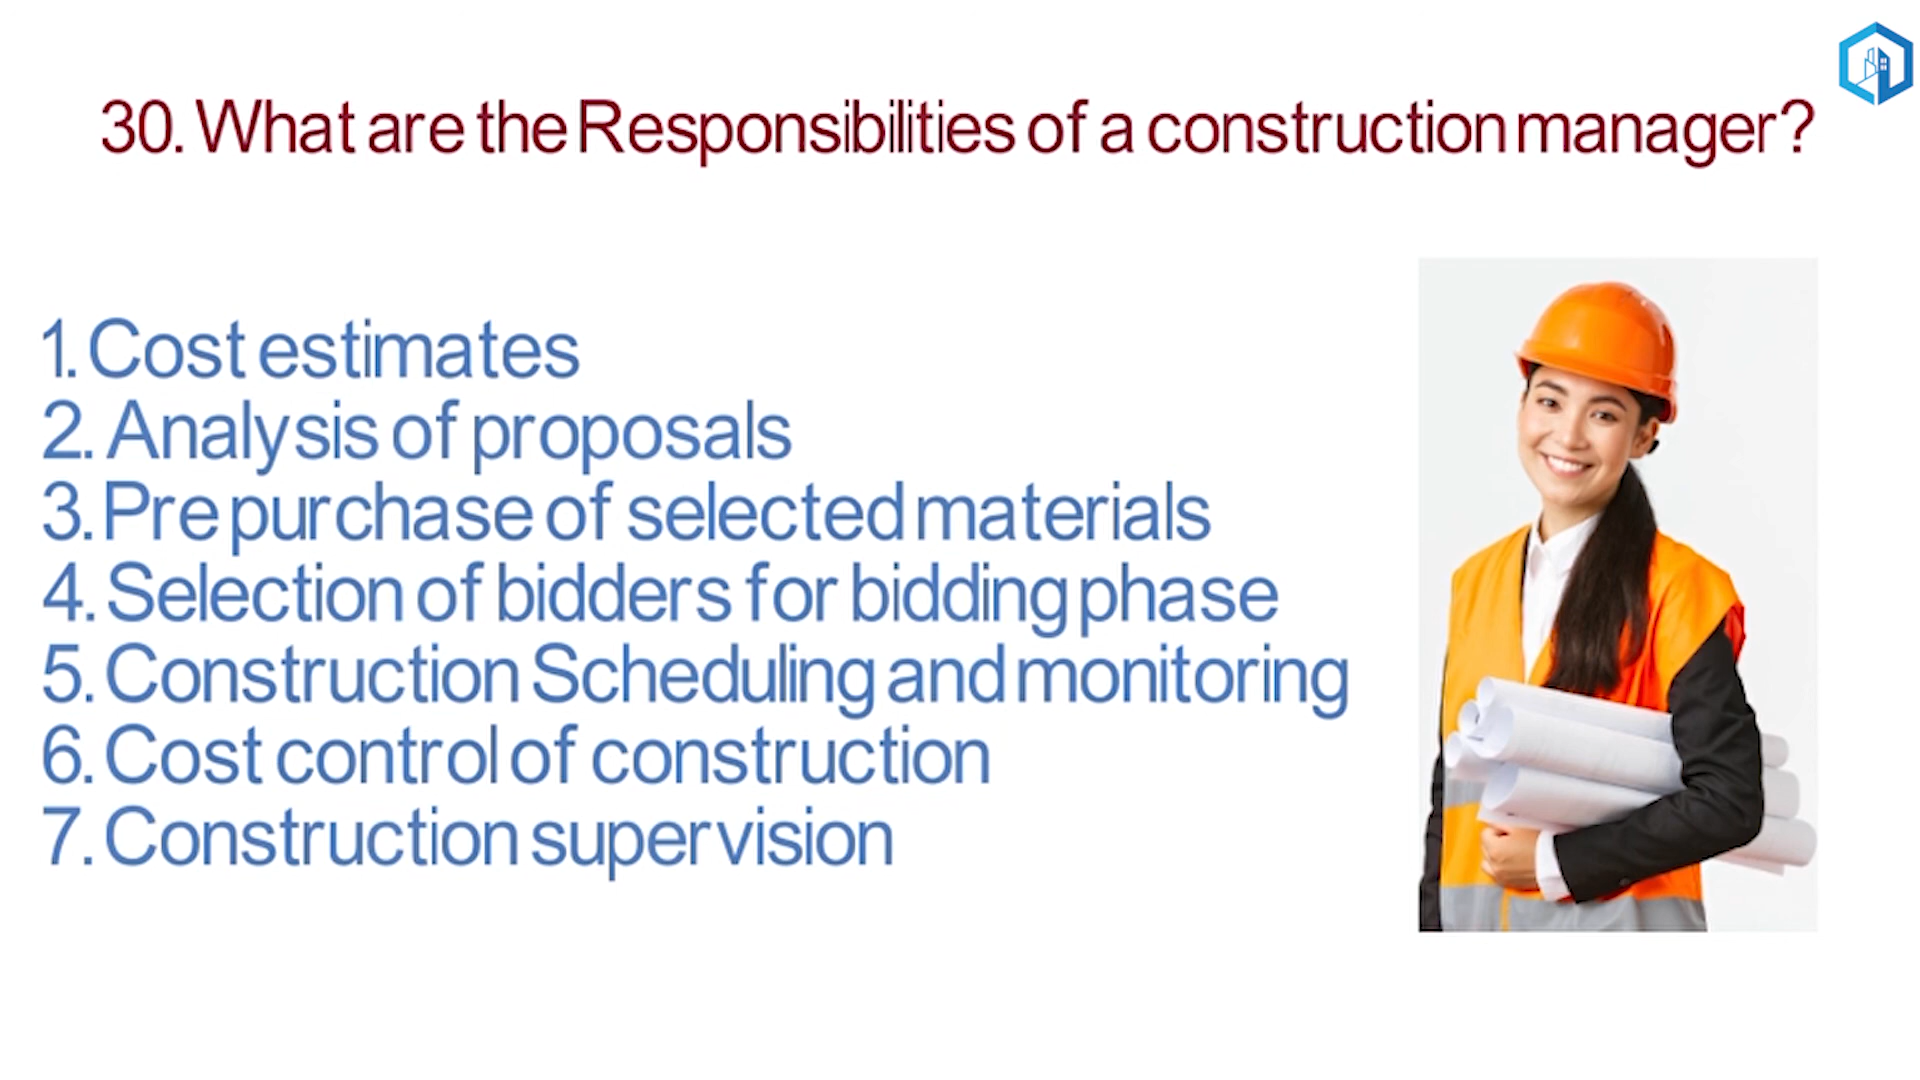 30. What are the Responsibilities of a construction manager?
1. Cost estimates
2. Analysis of proposals
3. Pre purchase of selected materials
4. Selection of bidders for bidding phase
5. Construction Scheduling and monitoring
6. Cost control of construction
7. Construction supervision